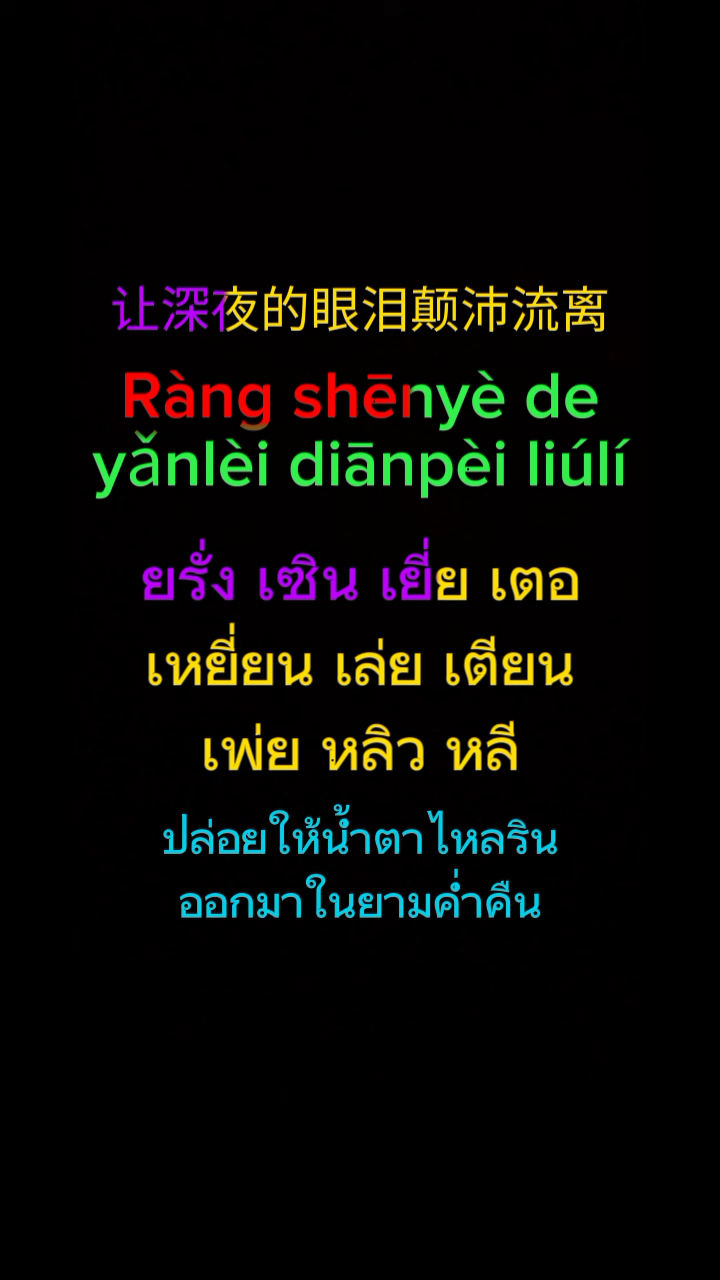 让深夜的眼泪颠沛流离
Ràng shēnyè de
yǎnlèi diānpèi liúlí
ยรั่ง เซิน เยี่ย เตอ
เหยี่ยน เล่ย เตียน
เพ่ย หลิว หลี
ปล่อยให้น้ำตาไหลริน
ออกมาในยามค่ำคืน